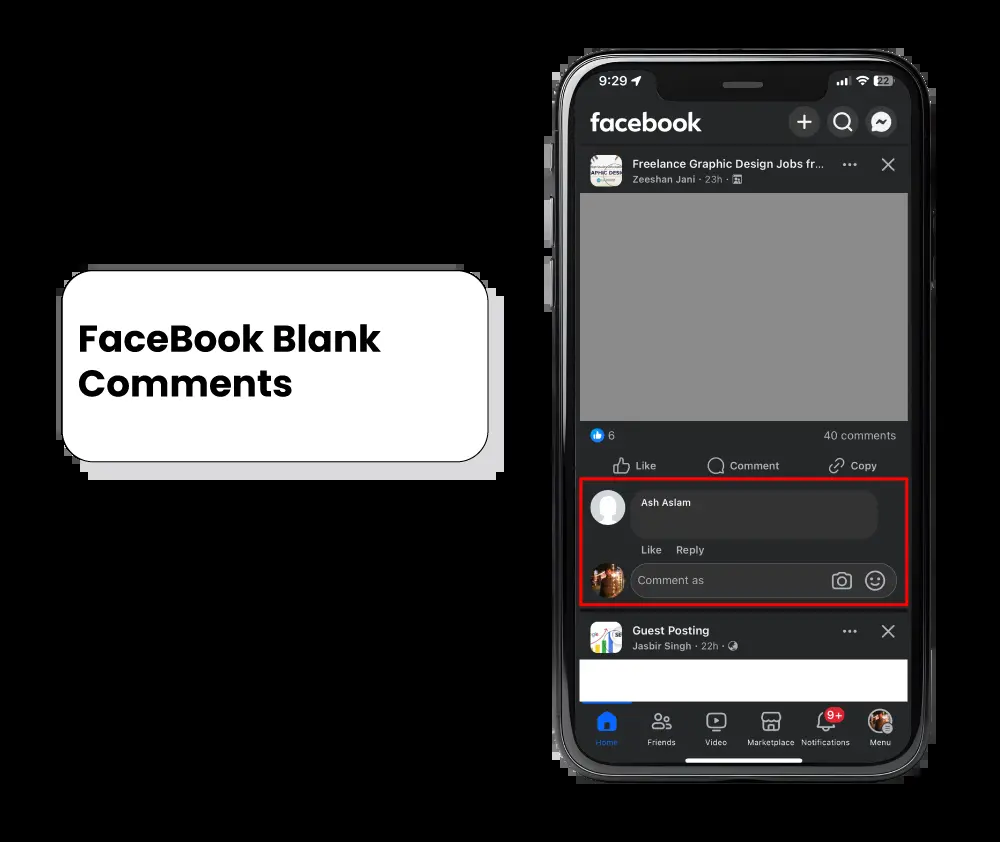 FaceBook Blank
Comments
9:29
22
facebook
Freelance Graphic Design Jobs fr...
Zeeshan Jani · 23h ·
6
40 comments
Like
Comment
Copy
Ash Aslam
Like Reply
Comment as
Guest Posting
Jasbir Singh · 22h ·
9+
Home
Friends
Video
Marketplace
Notifications
Menu